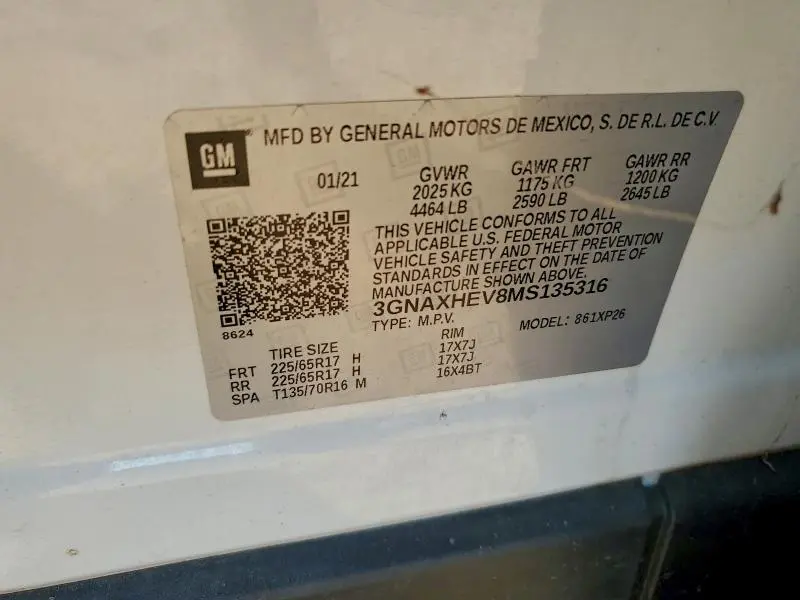 GM MFD BY GENERAL MOTORS DE MEXICO, S. DE R.L. DE C.V.
01/21 GVWR GAWR FRT GAWR RR
2025 KG 1175 KG 1200 KG
4464 LB 2590 LB 2645 LB
THIS VEHICLE CONFORMS TO ALL
APPLICABLE U.S. FEDERAL MOTOR
VEHICLE SAFETY AND THEFT PREVENTION
STANDARDS IN EFFECT ON THE DATE OF
MANUFACTURE SHOWN ABOVE.
3GNAXHEV8MS135316
8624
TYPE: M.P.V. MODEL: 861XP26
TIRE SIZE RIM
FRT 225/65R17 H 17X7J
RR 225/65R17 H 17X7J
SPA T135/70R16 M 16X4BT